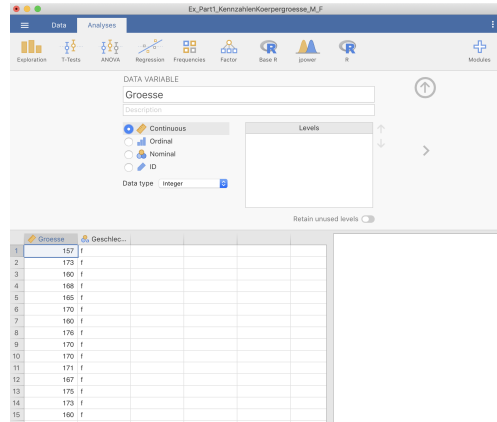 Ex_Part1_KennzahlenKoerpergroesse_M_F
Data Analyses
Exploration T-Tests ANOVA Regression Frequencies Factor Base R jpower R Modules
DATA VARIABLE
Groesse
Description
Continuous
Ordinal
Nominal
ID
Data type Integer
Levels
Retain unused levels
Groesse Geschlec...
1 157 f
2 173 f
3 160 f
4 168 f
5 165 f
6 170 f
7 160 f
8 176 f
9 170 f
10 170 f
11 171 f
12 167 f
13 175 f
14 173 f
15 160 f